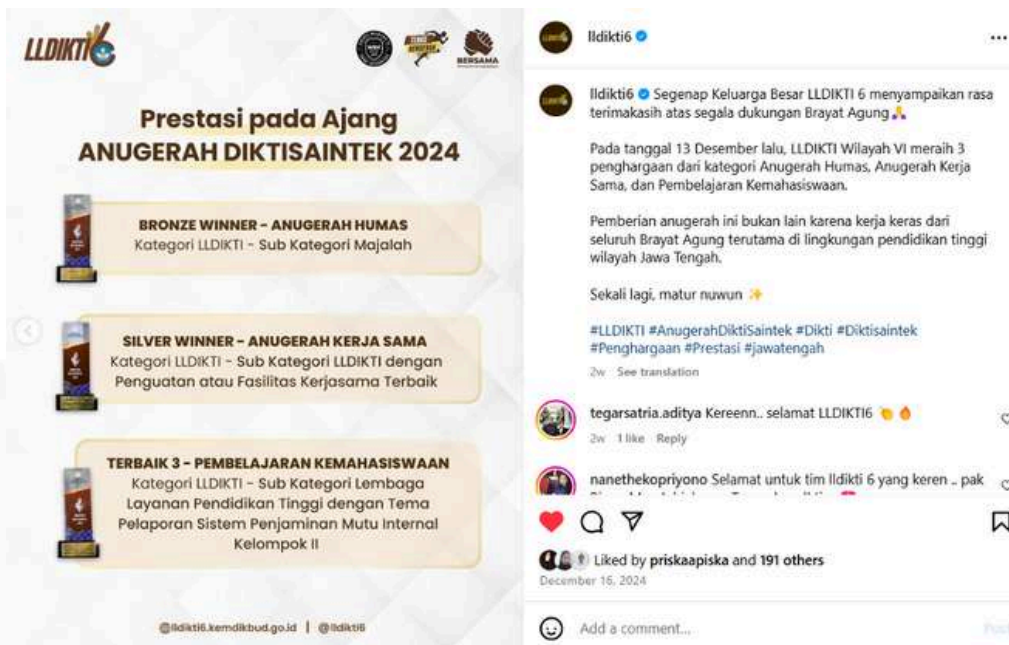 LLDIKTI6
BERSAMA
Prestasi pada Ajang
ANUGERAH DIKTISAINTEK 2024
BRONZE WINNER - ANUGERAH HUMAS
Kategori LLDIKTI - Sub Kategori Majalah
SILVER WINNER - ANUGERAH KERJA SAMA
Kategori LLDIKTI - Sub Kategori LLDIKTI dengan
Penguatan atau Fasilitas Kerjasama Terbaik
TERBAIK 3 - PEMBELAJARAN KEMAHASISWAAN
Kategori LLDIKTI - Sub Kategori Lembaga
Layanan Pendidikan Tinggi dengan Tema
Pelaporan Sistem Penjaminan Mutu Internal
Kelompok II
@lldikti6.kemdikbud.go.id | @lldikti6
lldikti6
lldikti6 Segenap Keluarga Besar LLDIKTI 6 menyampaikan rasa
terimakasih atas segala dukungan Brayat Agung🙏
Pada tanggal 13 Desember lalu, LLDIKTI Wilayah VI meraih 3
penghargaan dari kategori Anugerah Humas, Anugerah Kerja
Sama, dan Pembelajaran Kemahasiswaan.
Pemberian anugerah ini bukan lain karena kerja keras dari
seluruh Brayat Agung terutama di lingkungan pendidikan tinggi
wilayah Jawa Tengah.
Sekali lagi, matur nuwun ✨
#LLDIKTI #AnugerahDiktiSaintek #Dikti #Diktisaintek
#Penghargaan #Prestasi #jawatengah
2w See translation
tegarsatria.aditya Kereenn.. selamat LLDIKTI6 👏 🔥
2w 1 like Reply
nanethekopriyono Selamat untuk tim lldikti 6 yang keren .. pak
Liked by priskaapiska and 191 others
December 16, 2024
Add a comment...
Post